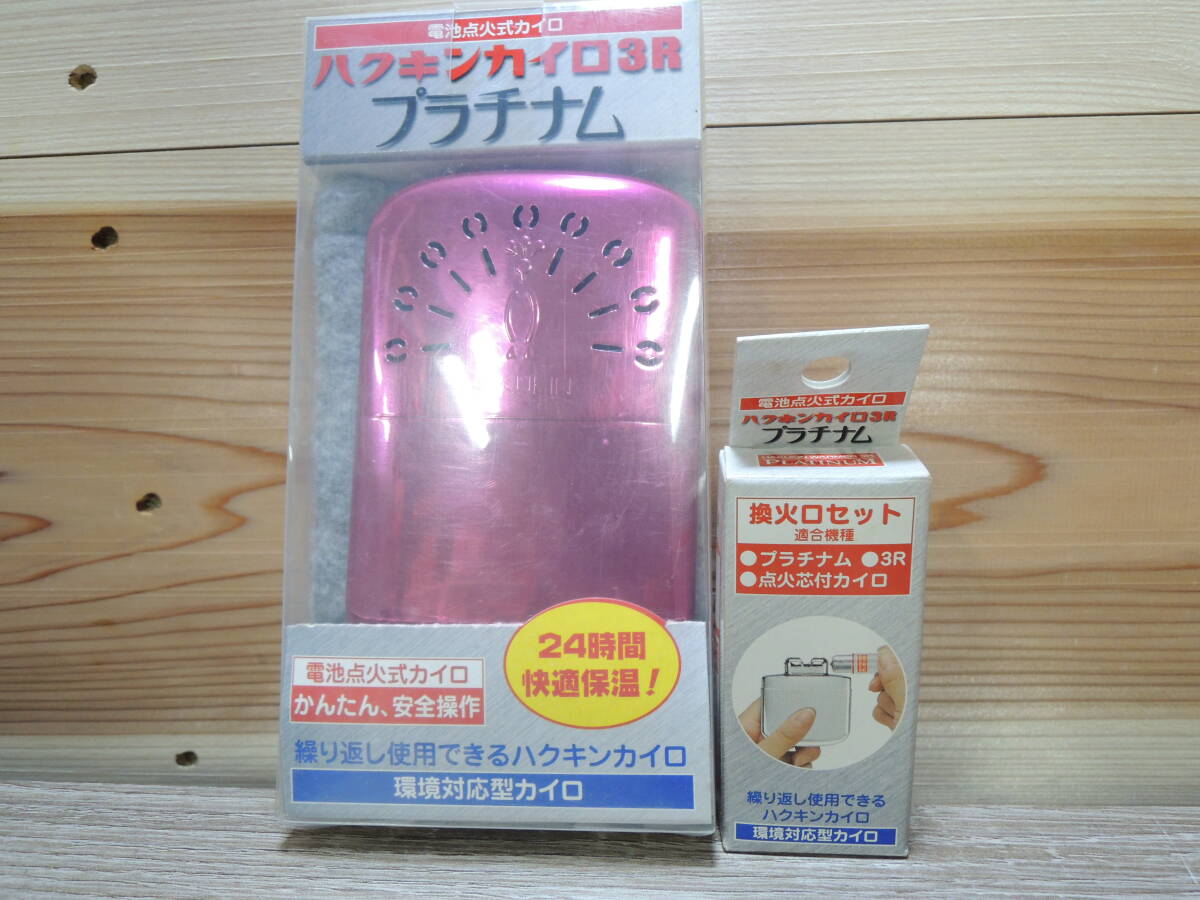 電池点火式カイロ
ハクキンカイロ3R
プラチナム
24時間
快適保温!
電池点火式カイロ
かんたん、安全操作
繰り返し使用できるハクキンカイロ
環境対応型カイロ
電池点火式カイロ
ハクキンカイロ3R
プラチナム
PLATINUM
換火口セット
適合機種
●プラチナム ●3R
●点火芯付カイロ
繰り返し使用できる
ハクキンカイロ
環境対応型カイロ